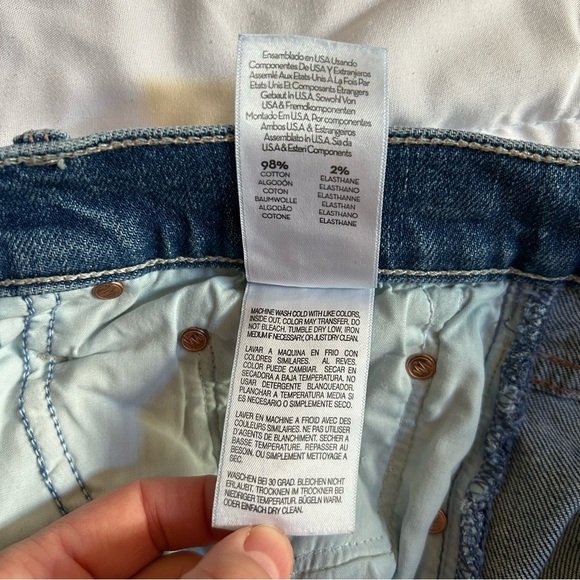 Ensamblado en USA Usando
Componentes De USA Y Extranjeros
Assemlé Aux Etats-Unis À La Fois Par
Etats-Unis Et Composants Étrangers
Gebaut In U.S.A. Sowohl Von
USA & Fremdkomponenten
Montado Em U.S.A. Por componentes
Ambos U.S.A & Estrangeiros
Assemblato In U.S.A. Sia da
U.S.A & Esteri Components
98% 2%
COTTON ELASTHANE
ALGODÓN ELASTHANO
COTON ELASTHANNE
BAUMWOLLE ELASTHAN
ALGODÃO ELASTHANO
COTONE ELASTHANE
MACHINE WASH COLD WITH LIKE COLORS,
INSIDE OUT. COLOR MAY TRANSFER. DO
NOT BLEACH. TUMBLE DRY LOW, IRON
MEDIUM IF NECESSARY, OR JUST DRY CLEAN.
LAVAR A MAQUINA EN FRIO CON
COLORES SIMILARES. AL REVES.
COLOR PUEDE CAMBIAR. SECAR EN
SECADORA A BAJA TEMPERATURA. NO
USAR DETERGENTE BLANQUEADOR.
PLANCHAR A TEMPERATURA MEDIA SI
ES NECESARIO O SIMPLEMENTE SECO.
LAVER EN MACHINE A FROID AVEC DES
COULEURS SIMILAIRES. NE PAS UTILISER
D'AGENTS DE BLANCHIMENT. SECHER A
BASSE TEMPERATURE. REPASSER AU
BESOIN, OU SIMPLEMENT METTOYAGE A
SEC.
WASCHEN BEI 30 GRAD. BLEICHEN NICHT
ERLAUBT. TROCKNEN IM TROCKNER AUF
NIEDRIGER TEMPERATUR. BÜGELN WARM.
ODER EINFACH DRY CLEAN.